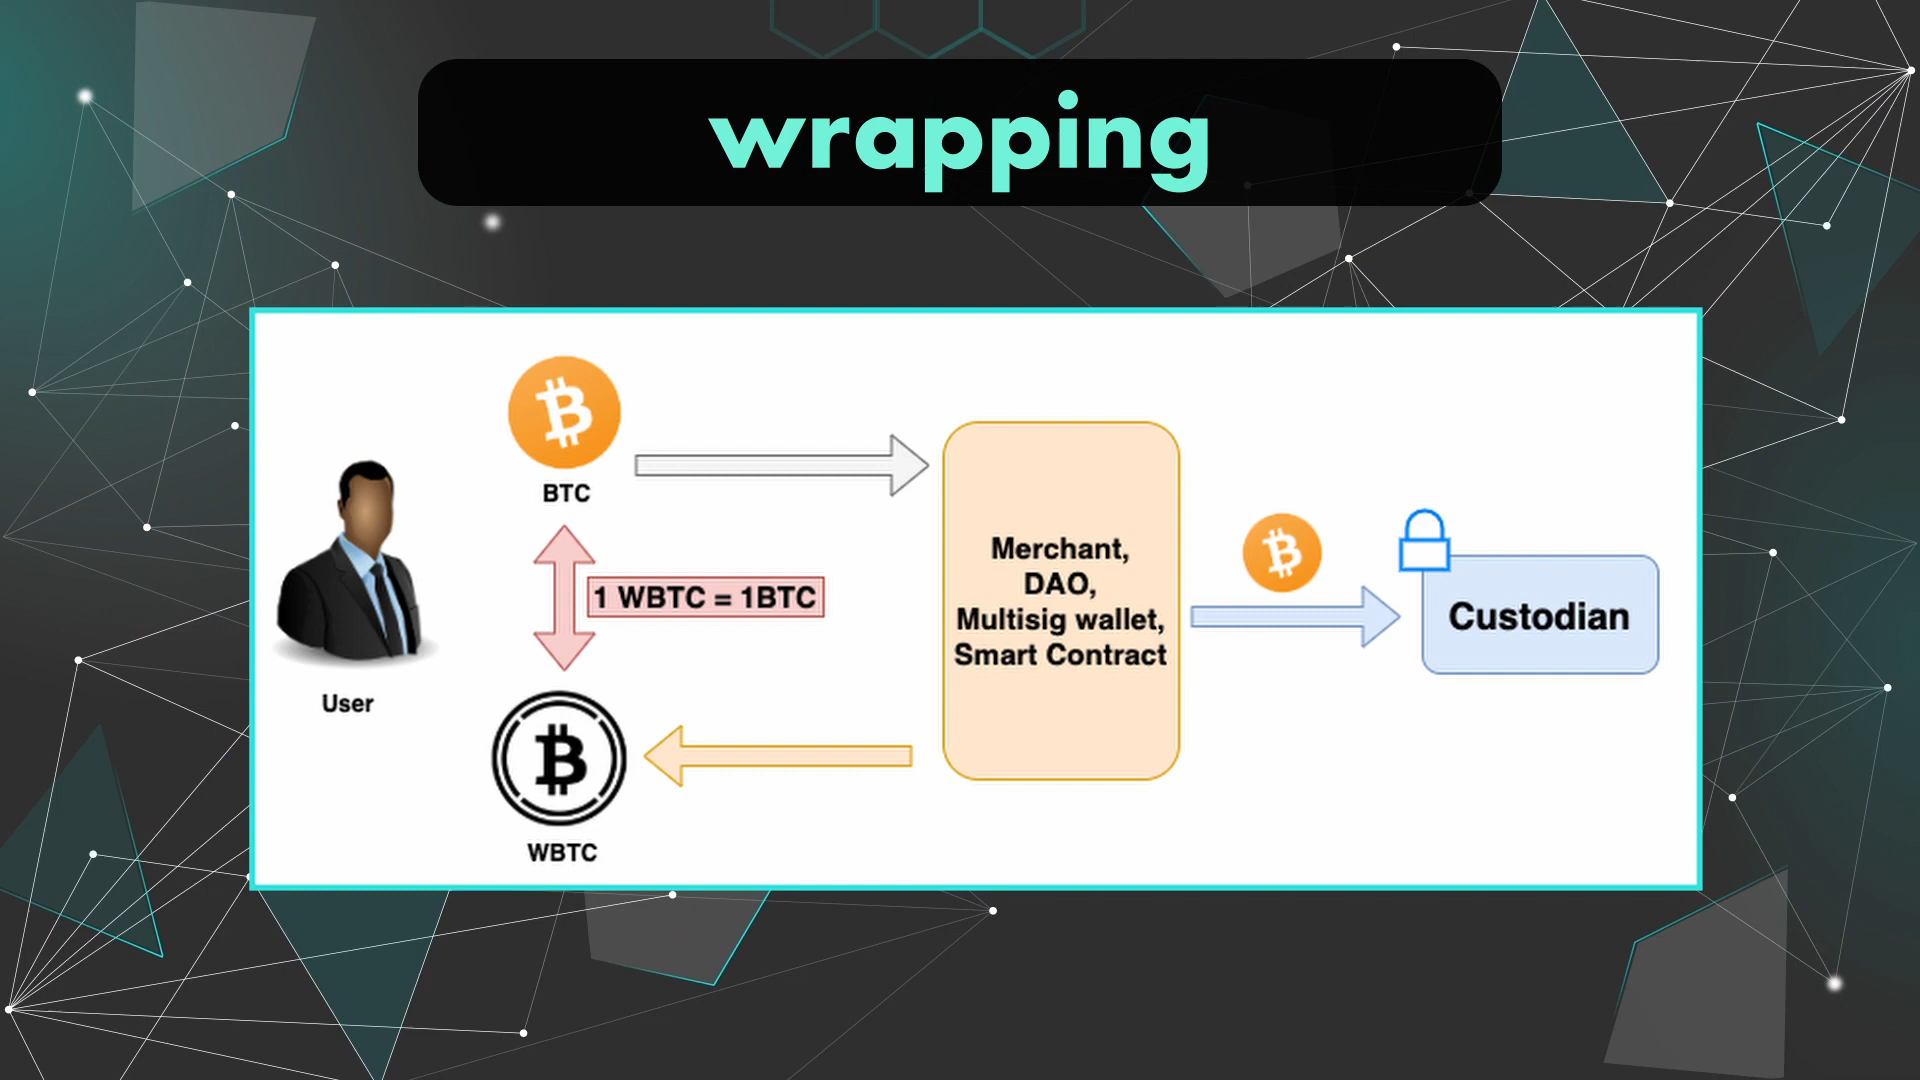 wrapping
BTC
1 WBTC = 1BTC
User
WBTC
Merchant,
DAO,
Multisig wallet,
Smart Contract
Custodian